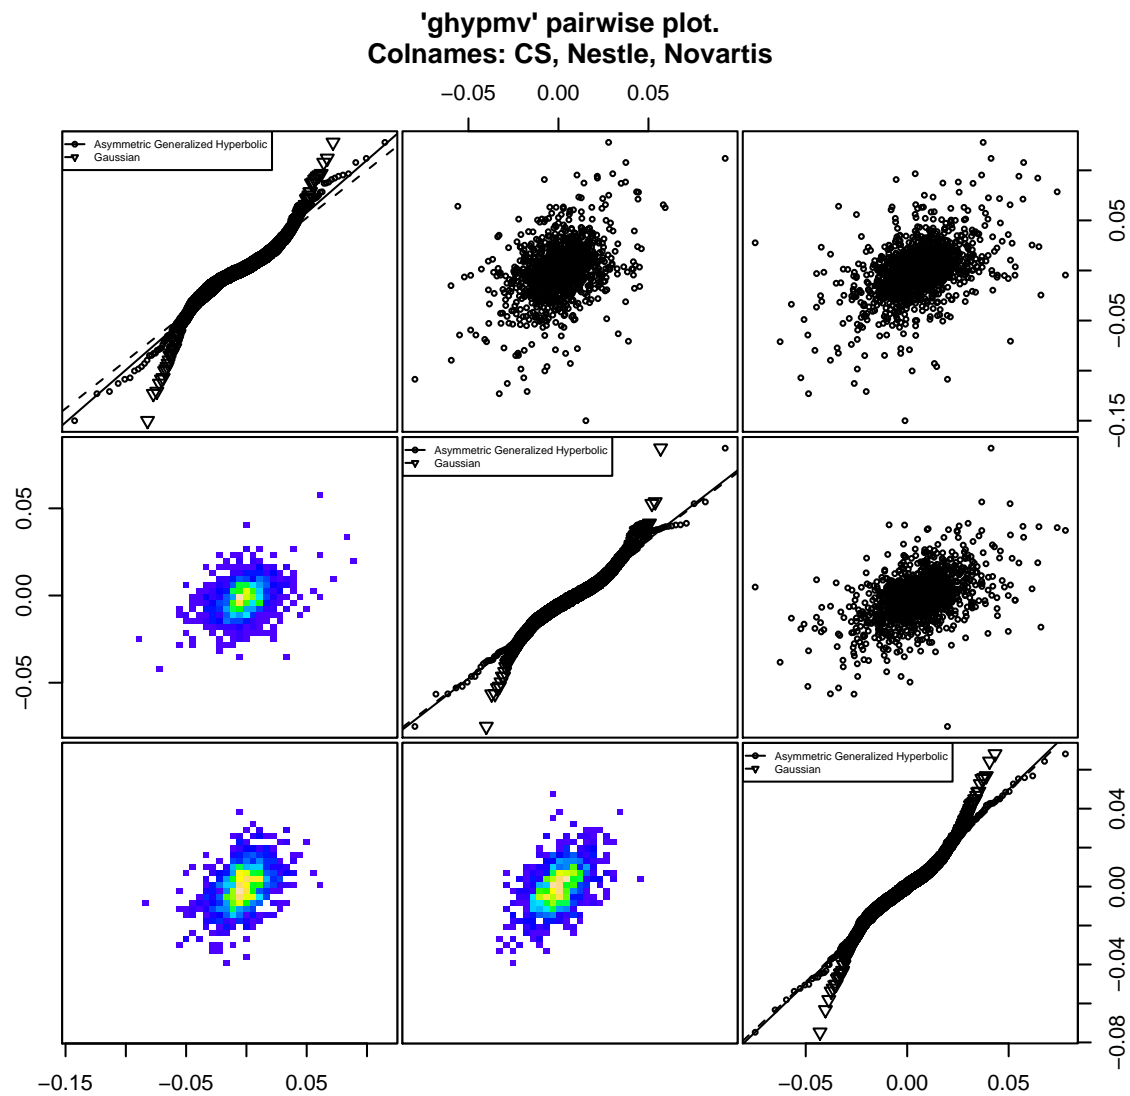 'ghypmv' pairwise plot.
Colnames: CS, Nestle, Novartis
−0.05 0.00 0.05
Asymmetric Generalized Hyperbolic
Gaussian
0.05
−0.05
−0.15
Asymmetric Generalized Hyperbolic
Gaussian
0.05
0.00
−0.05
Asymmetric Generalized Hyperbolic
Gaussian
0.04
0.00
−0.04
−0.08
−0.15 −0.05 0.05
−0.05 0.00 0.05